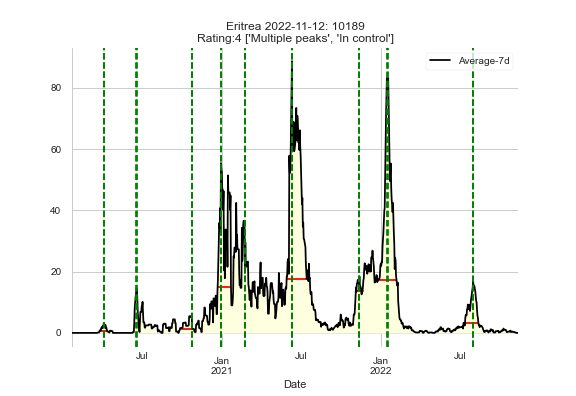 Eritrea 2022-11-12: 10189
Rating:4 ['Multiple peaks', 'In control']
Average-7d
80
60
40
20
0
Jul
Jan
2021
Jul
Jan
2022
Jul
Date